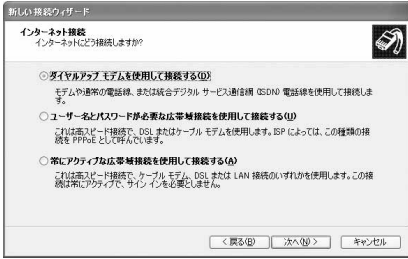 新しい接続ウィザード
インターネット接続
インターネットにどう接続しますか?
ダイヤルアップ モデムを使用して接続する(D)
モデムや通常の電話線、または統合デジタル サービス通信網 (ISDN) 電話線を使用して接続しま
す。
ユーザー名とパスワードが必要な広帯域接続を使用して接続する(U)
これは高スピード接続で、DSL またはケーブル モデムを使用します。ISP によっては、この種類の接
続を PPPoE として呼んでいます。
常にアクティブな広帯域接続を使用して接続する(A)
これは高スピード接続で、ケーブル モデム、DSL または LAN 接続のいずれかを使用します。この接
続は常にアクティブで、サイン インを必要としません。
< 戻る(B)
次へ(N) >
キャンセル